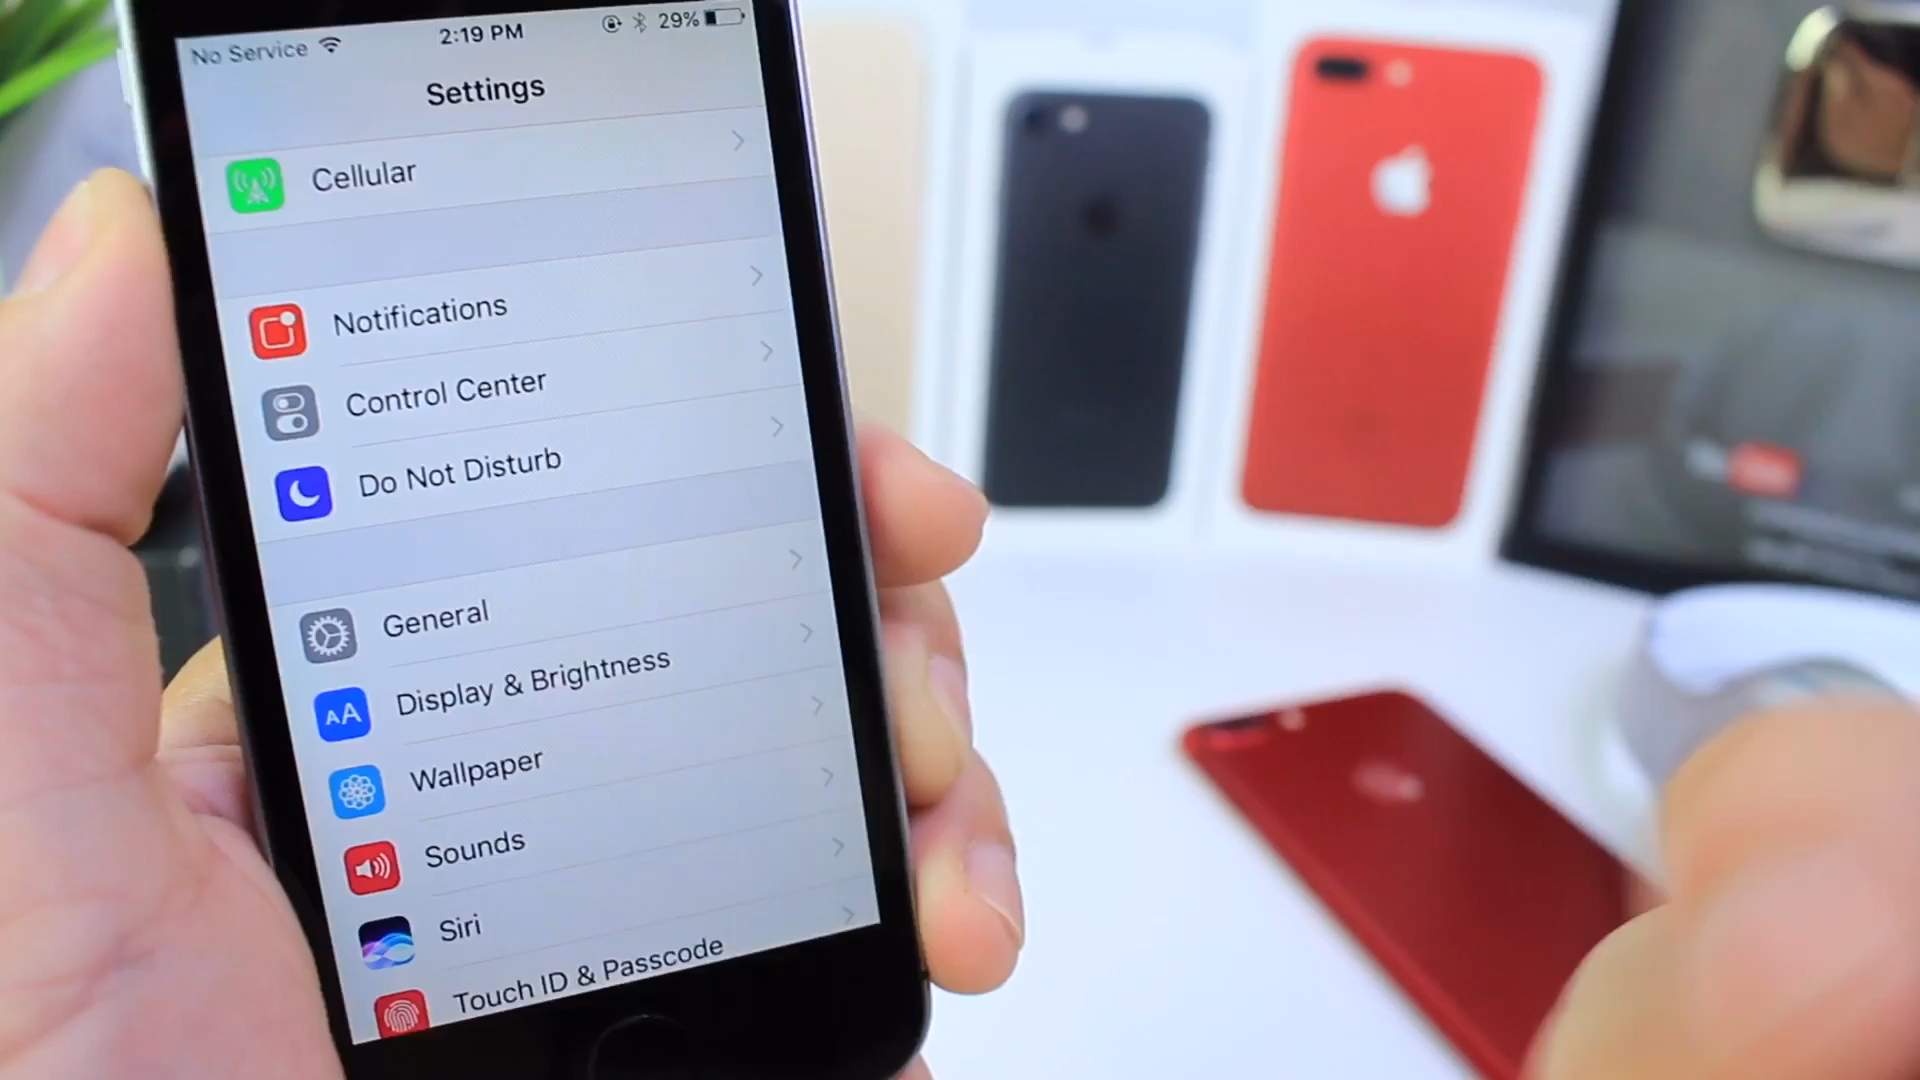 No Service 2:19 PM 29%
Settings
Cellular
Notifications
Control Center
Do Not Disturb
General
Display & Brightness
AA
Wallpaper
Sounds
Siri
Touch ID & Passcode